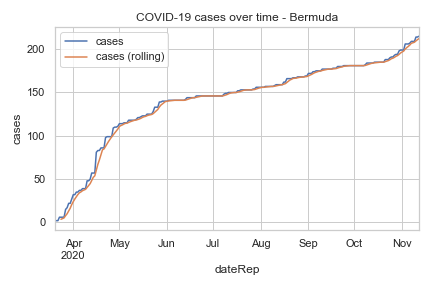 COVID-19 cases over time - Bermuda
cases
cases (rolling)
200
150
100
50
0
cases
Apr
2020
May
Jun
Jul
Aug
Sep
Oct
Nov
dateRep